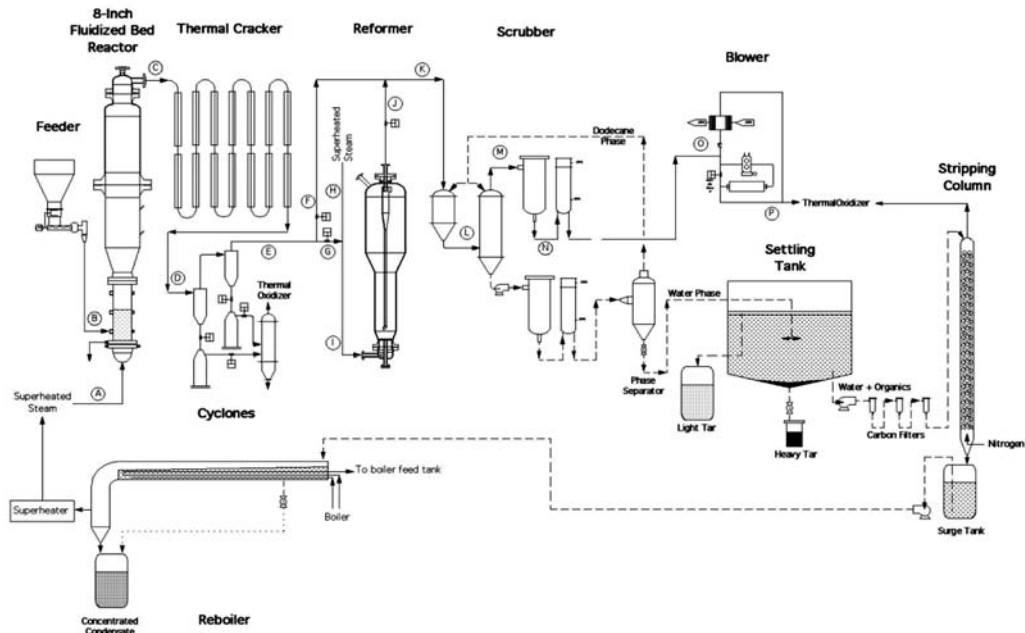 8-Inch
Fluidized Bed
Reactor
Thermal Cracker
Reformer
Scrubber
Blower
Feeder
Stripping
Column
Settling
Tank
C
K
J
Superheated
Steam
H
F
G
E
D
B
A
I
L
M
N
O
P
Dodecane
Phase
ThermalOxidizer
Thermal
Oxidizer
Water Phase
Phase
Separator
Light Tar
Heavy Tar
Water + Organics
Carbon Filters
Nitrogen
Surge Tank
Cyclones
Superheated
Steam
To boiler feed tank
Superheater
Boiler
Concentrated
Condensate
Reboiler